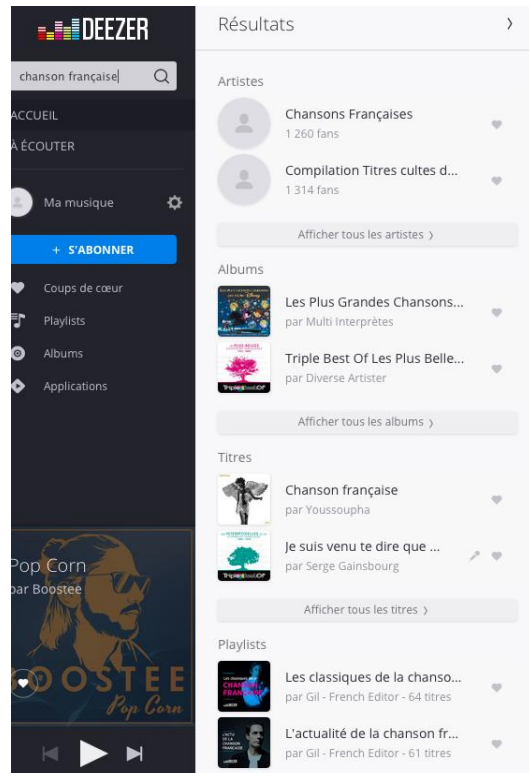 DEEZER
chanson française
ACCUEIL
À ÉCOUTER
Ma musique
+ S'ABONNER
Coups de cœur
Playlists
Albums
Applications
Pop Corn
par Boostee
BOOSTEE
Pop Corn
Résultats
Artistes
Chansons Françaises
1 260 fans
Compilation Titres cultes d...
1 314 fans
Afficher tous les artistes
Albums
Les Plus Grandes Chansons...
par Multi Interprètes
Triple Best Of Les Plus Belle...
par Diverse Artister
Afficher tous les albums
Titres
Chanson française
par Youssoupha
Je suis venu te dire que ...
par Serge Gainsbourg
Afficher tous les titres
Playlists
Les classiques de la chanso...
par Gil - French Editor - 64 titres
L'actualité de la chanson fr...
par Gil - French Editor - 61 titres